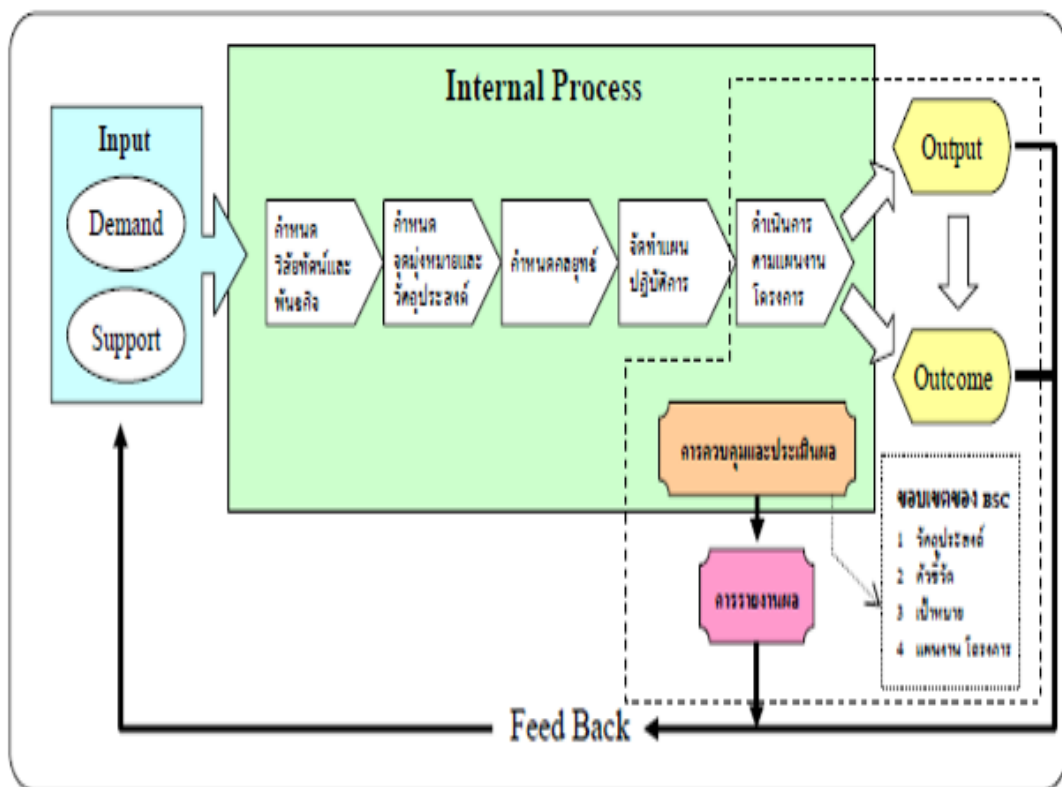 Internal Process
Input
Demand
Support
กำหนด
วิสัยทัศน์และ
พันธกิจ
กำหนด
จุดมุ่งหมายและ
วัตถุประสงค์
กำหนดกลยุทธ์
จัดทำแผน
ปฏิบัติการ
ดำเนินการ
ตามแผนงาน
โครงการ
Output
Outcome
การควบคุมและประเมินผล
การรายงานผล
ขอบเขตของ BSC
1 วัตถุประสงค์
2 ตัวชี้วัด
3 เป้าหมาย
4 แผนงาน โครงการ
Feed Back